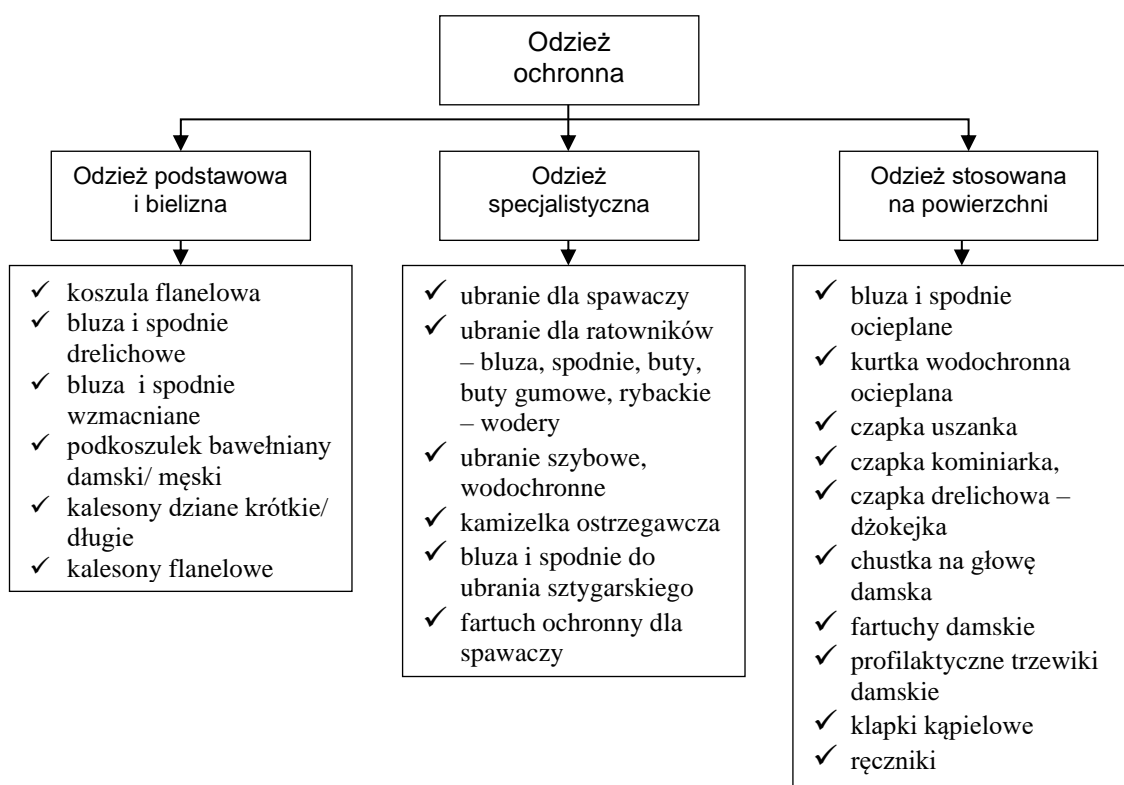 Odzież
ochronna
Odzież podstawowa
i bielizna
✓ koszula flanelowa
✓ bluza i spodnie
drelichowe
✓ bluza  i spodnie
wzmacniane
✓ podkoszulek bawełniany
damski/ męski
✓ kalesony dziane krótkie/
długie
✓ kalesony flanelowe
Odzież
specjalistyczna
✓ ubranie dla spawaczy
✓ ubranie dla ratowników
– bluza, spodnie, buty,
buty gumowe, rybackie
– wodery
✓ ubranie szybowe,
wodochronne
✓ kamizelka ostrzegawcza
✓ bluza i spodnie do
ubrania sztygarskiego
✓ fartuch ochronny dla
spawaczy
Odzież stosowana
na powierzchni
✓ bluza i spodnie
ocieplane
✓ kurtka wodochronna
ocieplana
✓ czapka uszanka
✓ czapka kominiarka,
✓ czapka drelichowa –
dżokejka
✓ chustka na głowę
damska
✓ fartuchy damskie
✓ profilaktyczne trzewiki
damskie
✓ klapki kąpielowe
✓ ręczniki